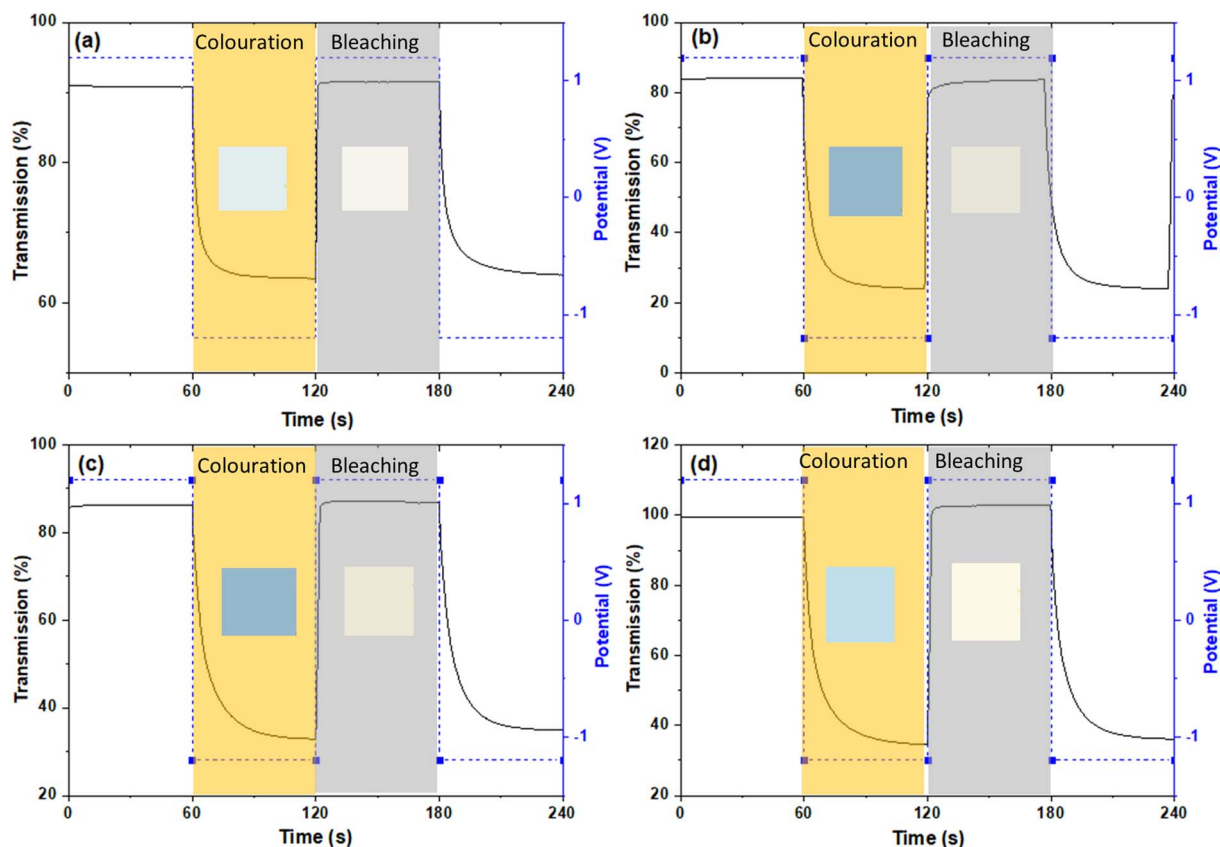 (a)
Colouration
Bleaching
100
80
60
Transmission (%)
1
0
-1
Potential (V)
0
60
120
180
240
Time (s)
(b)
Colouration
Bleaching
100
80
60
40
20
0
Transmission (%)
1
0
-1
Potential (V)
0
60
120
180
240
Time (s)
(c)
Colouration
Bleaching
100
80
60
40
20
Transmission (%)
1
0
-1
Potential (V)
0
60
120
180
240
Time (s)
(d)
Colouration
Bleaching
120
100
80
60
40
20
Transmission (%)
1
0
-1
Potential (V)
0
60
120
180
240
Time (s)